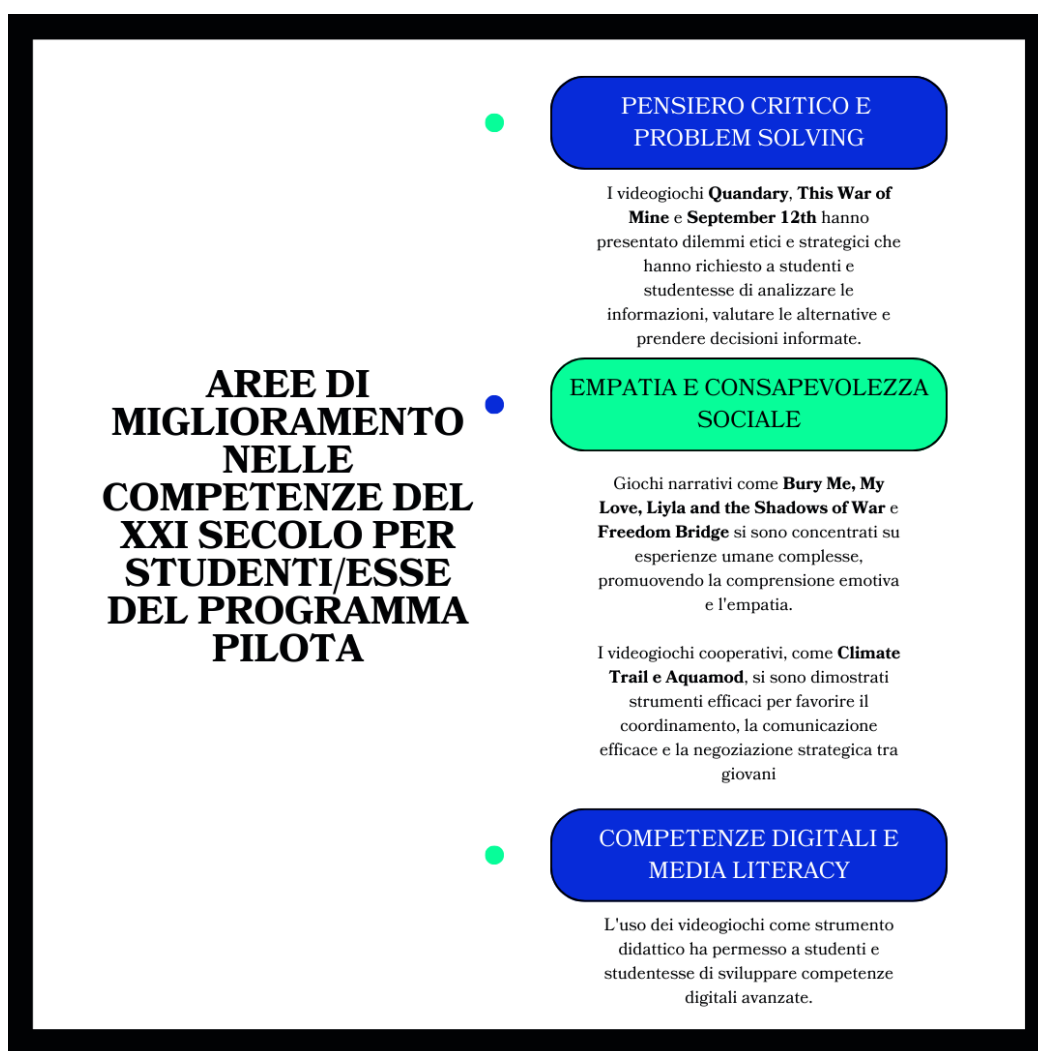 AREE DI
MIGLIORAMENTO
NELLE
COMPETENZE DEL
XXI SECOLO PER
STUDENTI/ESSE
DEL PROGRAMMA
PILOTA
PENSIERO CRITICO E
PROBLEM SOLVING
I videogiochi Quandary, This War of
Mine e September 12th hanno
presentato dilemmi etici e strategici che
hanno richiesto a studenti e
studentesse di analizzare le
informazioni, valutare le alternative e
prendere decisioni informate.
EMPATIA E CONSAPEVOLEZZA
SOCIALE
Giochi narrativi come Bury Me, My
Love, Liyla and the Shadows of War e
Freedom Bridge si sono concentrati su
esperienze umane complesse,
promuovendo la comprensione emotiva
e l'empatia.
I videogiochi cooperativi, come Climate
Trail e Aquamod, si sono dimostrati
strumenti efficaci per favorire il
coordinamento, la comunicazione
efficace e la negoziazione strategica tra
giovani
COMPETENZE DIGITALI E
MEDIA LITERACY
L'uso dei videogiochi come strumento
didattico ha permesso a studenti e
studentesse di sviluppare competenze
digitali avanzate.